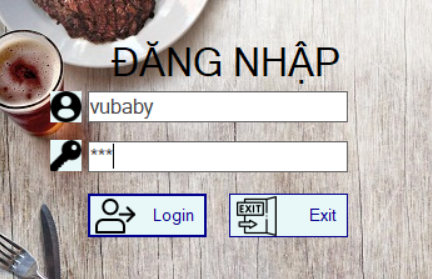 ĐĂNG NHẬP
vubaby
***
Login
EXIT Exit